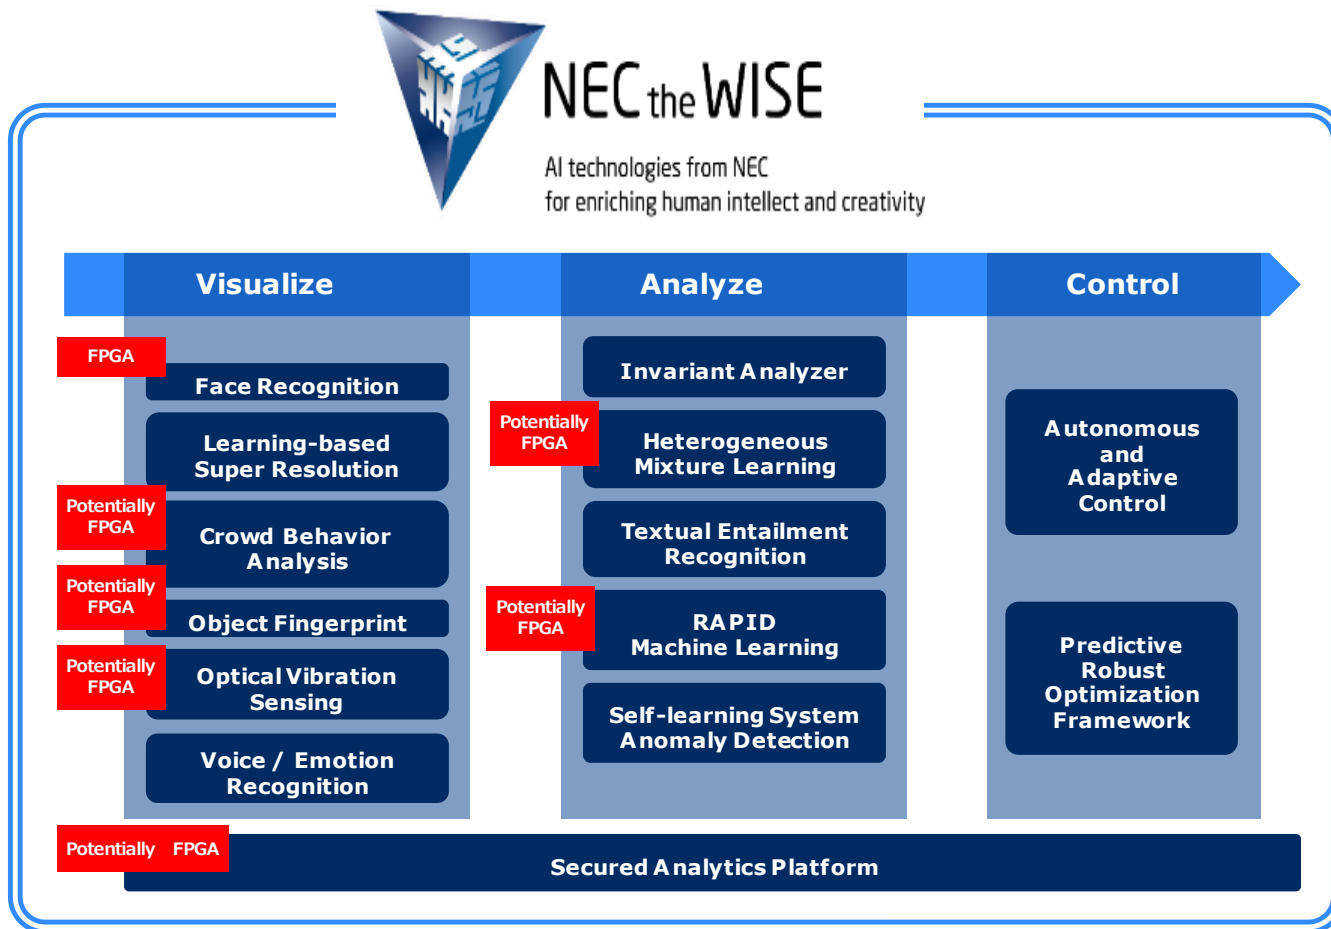 NEC the WISE
AI technologies from NEC
for enriching human intellect and creativity
Visualize
Analyze
Control
FPGA
Face Recognition
Learning-based
Super Resolution
Potentially
FPGA
Crowd Behavior
Analysis
Potentially
FPGA
Object Fingerprint
Potentially
FPGA
Optical Vibration
Sensing
Voice / Emotion
Recognition
Invariant Analyzer
Potentially
FPGA
Heterogeneous
Mixture Learning
Textual Entailment
Recognition
Potentially
FPGA
RAPID
Machine Learning
Self-learning System
Anomaly Detection
Autonomous
and
Adaptive
Control
Predictive
Robust
Optimization
Framework
Potentially FPGA
Secured Analytics Platform